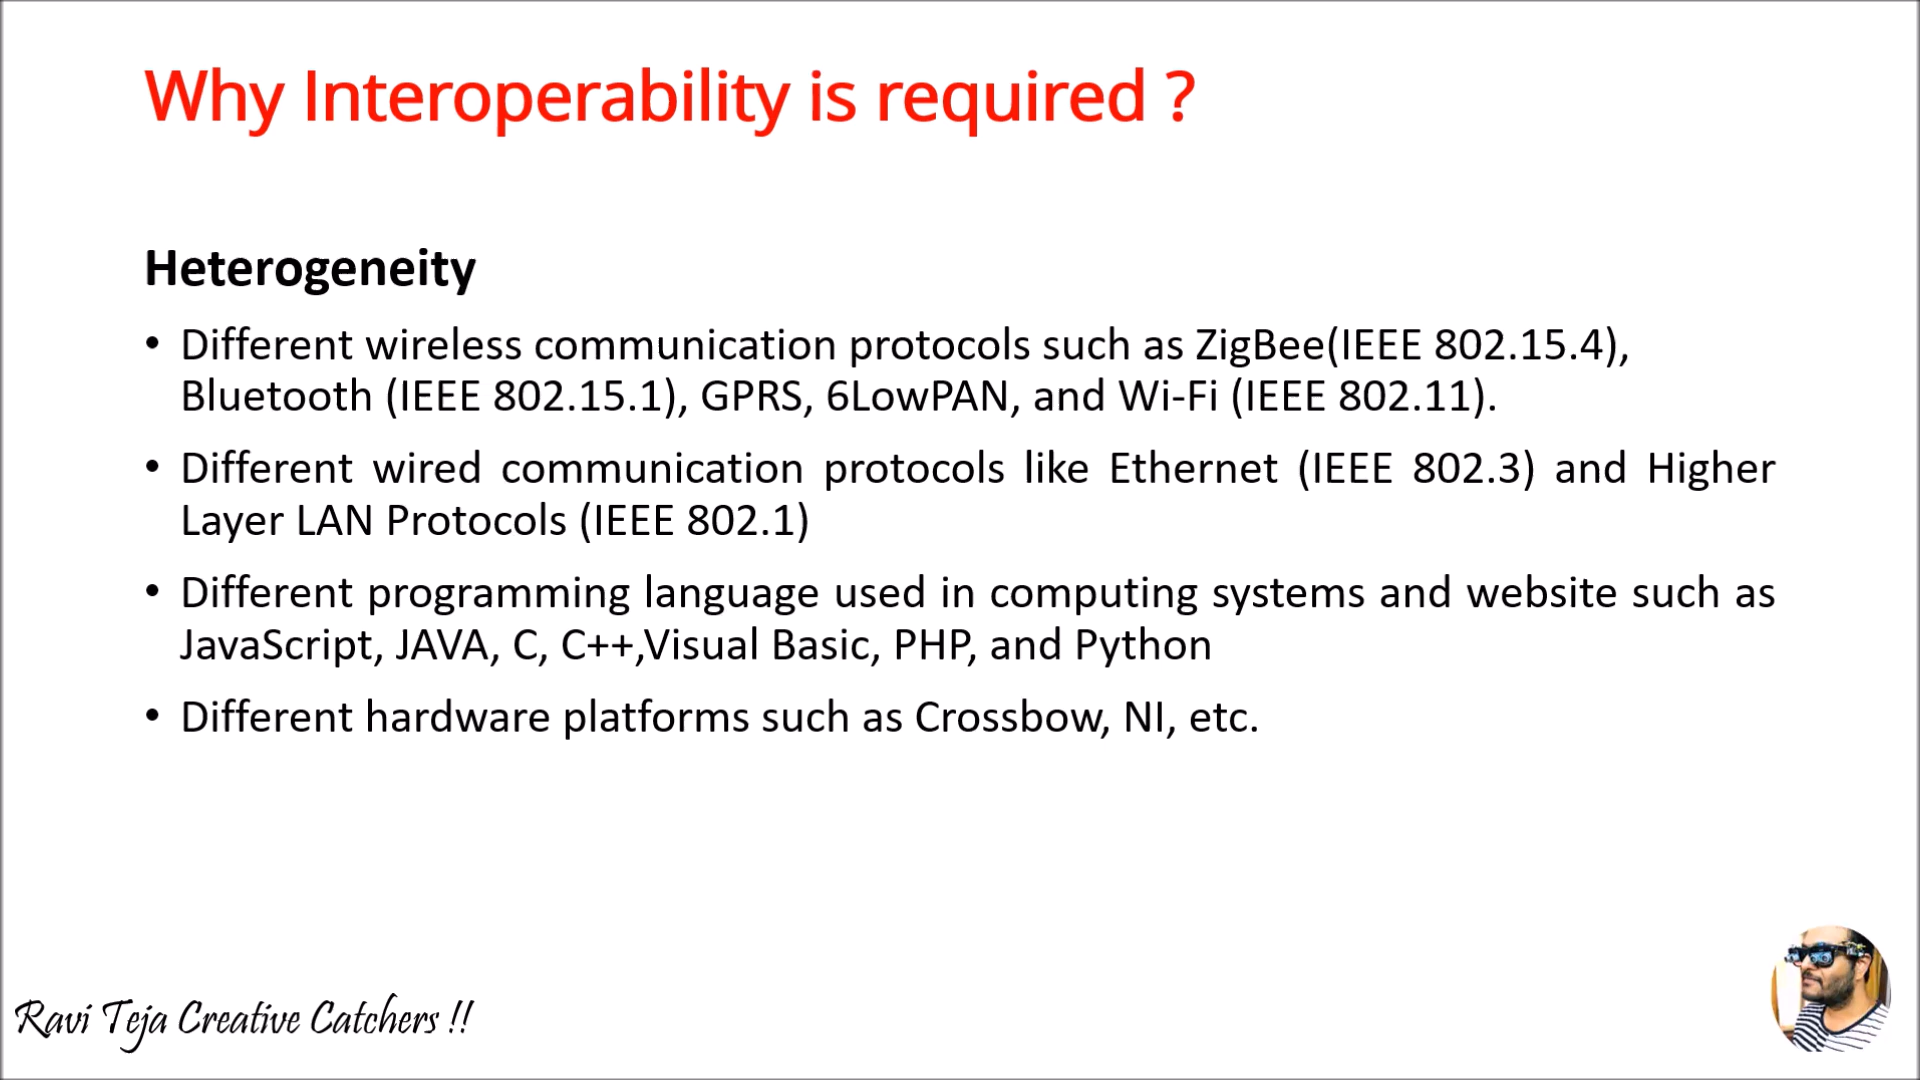 Why Interoperability is required ?
Heterogeneity
• Different wireless communication protocols such as ZigBee(IEEE 802.15.4),
Bluetooth (IEEE 802.15.1), GPRS, 6LowPAN, and Wi-Fi (IEEE 802.11).
• Different wired communication protocols like Ethernet (IEEE 802.3) and Higher
Layer LAN Protocols (IEEE 802.1)
• Different programming language used in computing systems and website such as
JavaScript, JAVA, C, C++,Visual Basic, PHP, and Python
• Different hardware platforms such as Crossbow, NI, etc.
Ravi Teja Creative Catchers !!